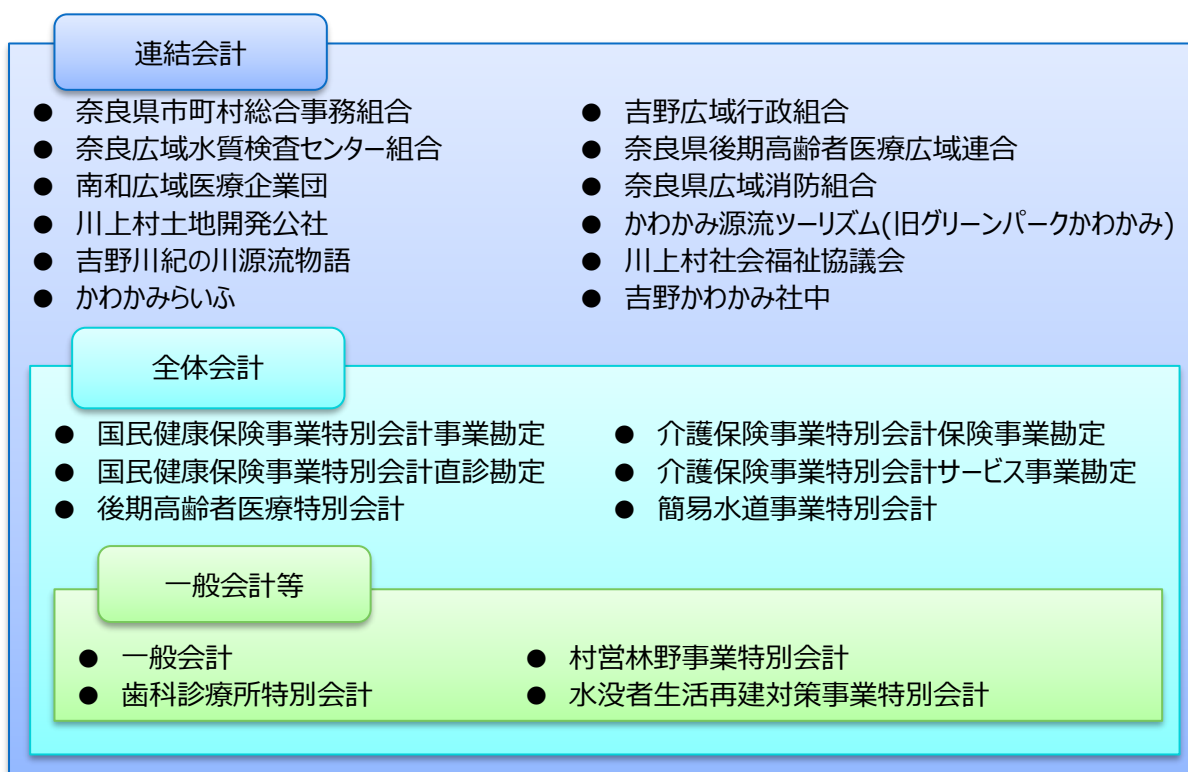 連結会計
● 奈良県市町村総合事務組合
● 吉野広域行政組合
● 奈良広域水質検査センター組合
● 奈良県後期高齢者医療広域連合
● 南和広域医療企業団
● 奈良県広域消防組合
● 川上村土地開発公社
● かわかみ源流ツーリズム(旧グリーンパークかわかみ)
● 吉野川紀の川源流物語
● 川上村社会福祉協議会
● かわかみらいふ
● 吉野かわかみ社中
全体会計
● 国民健康保険事業特別会計事業勘定
● 介護保険事業特別会計保険事業勘定
● 国民健康保険事業特別会計直診勘定
● 介護保険事業特別会計サービス事業勘定
● 後期高齢者医療特別会計
● 簡易水道事業特別会計
一般会計等
● 一般会計
● 村営林野事業特別会計
● 歯科診療所特別会計
● 水没者生活再建対策事業特別会計